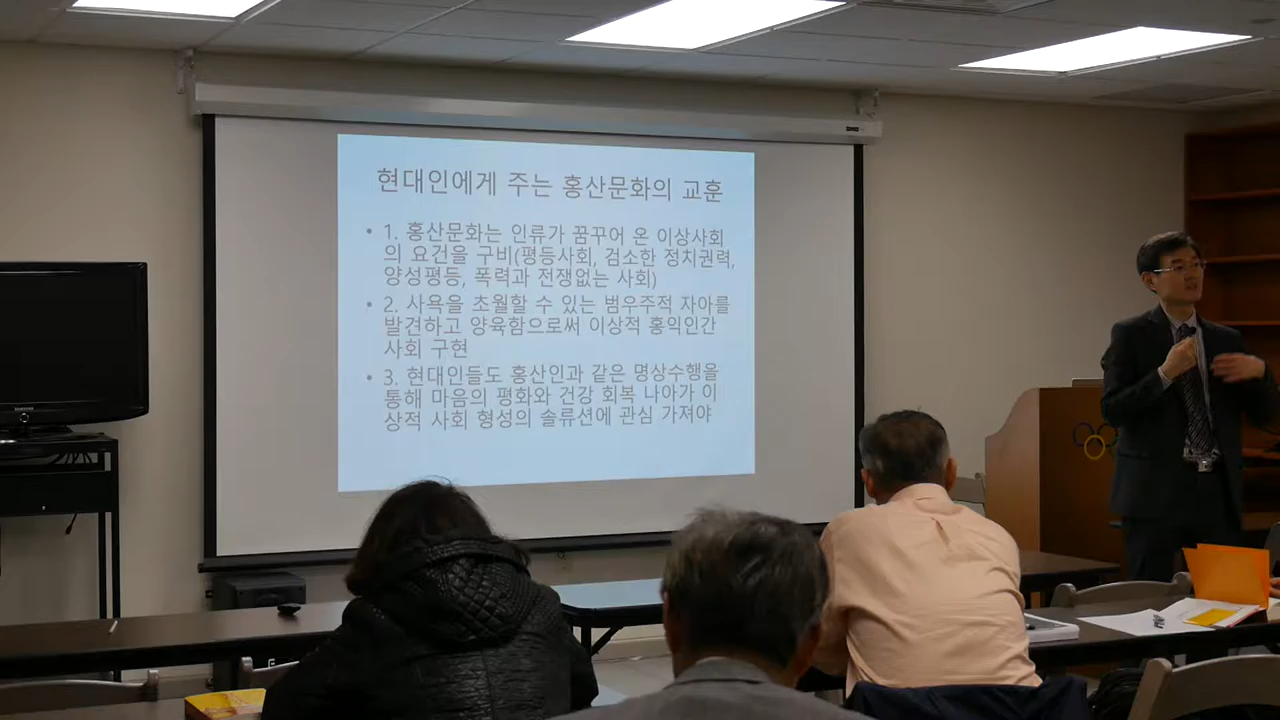 현대인에게 주는 홍산문화의 교훈
• 1. 홍산문화는 인류가 꿈꾸어 온 이상사회
의 요건을 구비(평등사회, 검소한 정치권력,
양성평등, 폭력과 전쟁없는 사회)
• 2. 사욕을 초월할 수 있는 범우주적 자아를
발견하고 양육함으로써 이상적 홍익인간
사회 구현
• 3. 현대인들도 홍산인과 같은 명상수행을
통해 마음의 평화와 건강 회복 나아가 이
상적 사회 형성의 솔류션에 관심 가져야
SAMSUNG